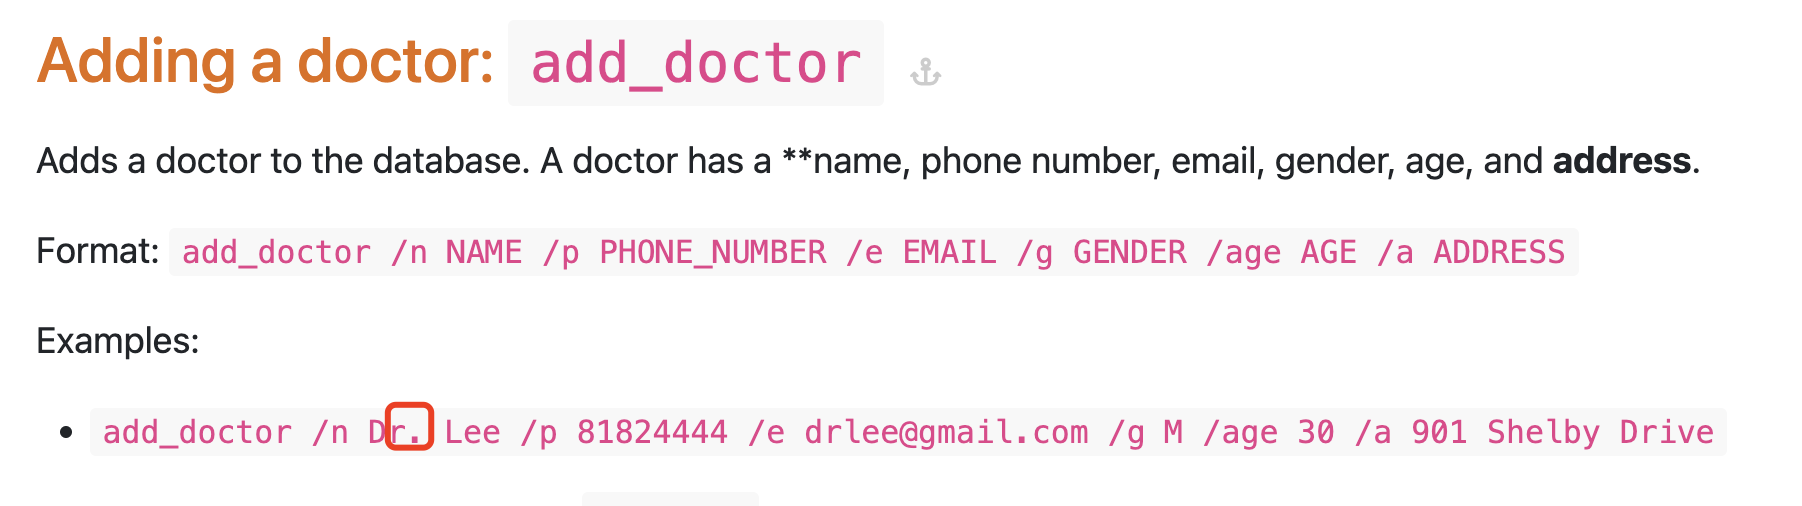 Adding a doctor: add_doctor
Adds a doctor to the database. A doctor has a **name, phone number, email, gender, age, and address.
Format: add_doctor /n NAME /p PHONE_NUMBER /e EMAIL /g GENDER /age AGE /a ADDRESS
Examples:
• add_doctor /n Dr. Lee /p 81824444 /e drlee@gmail.com /g M /age 30 /a 901 Shelby Drive